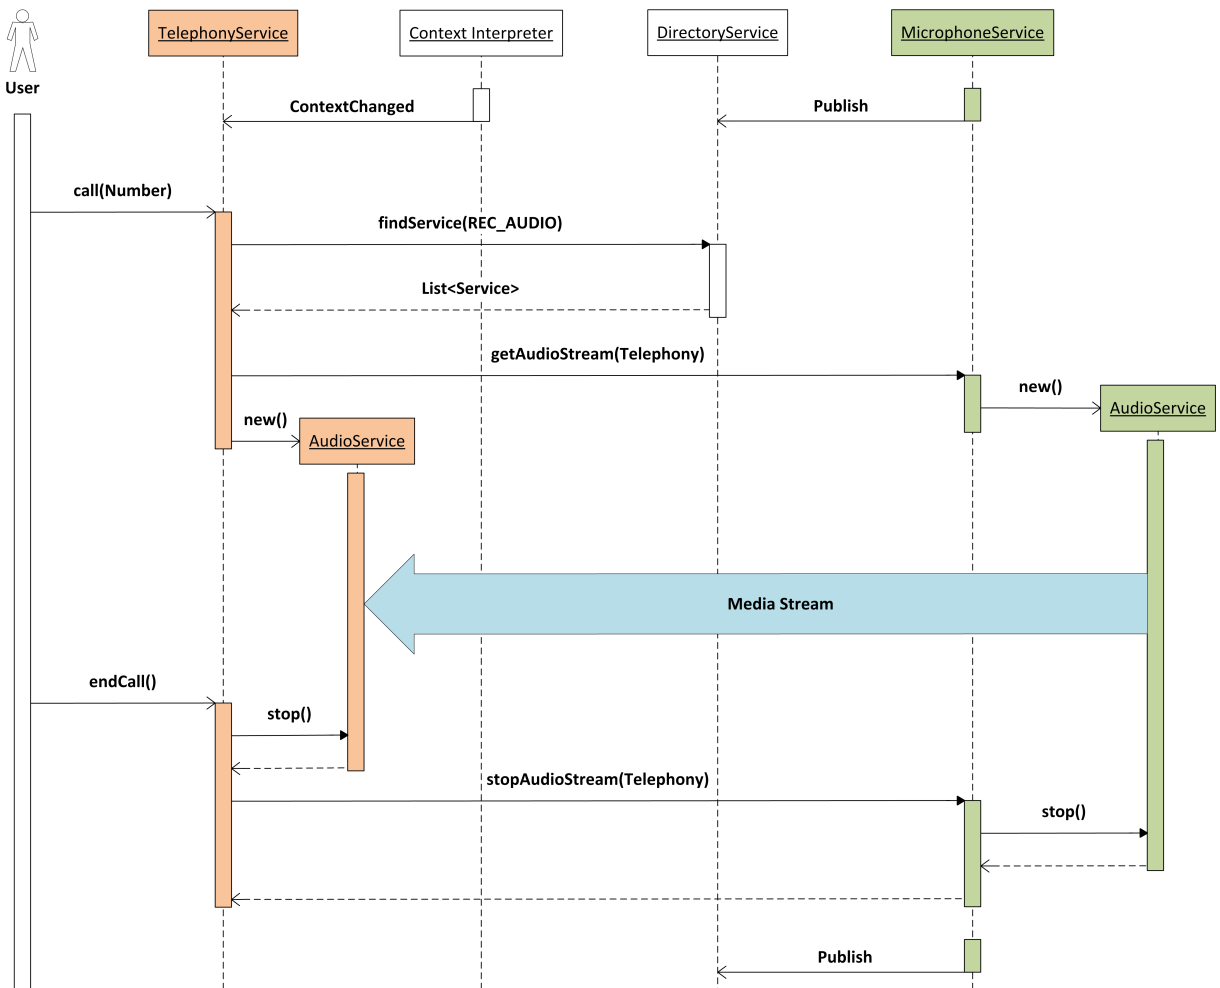 TelephonyService
Context Interpreter
DirectoryService
MicrophoneService
User
ContextChanged
Publish
call(Number)
findService(REC_AUDIO)
List<Service>
getAudioStream(Telephony)
new()
AudioService
new()
AudioService
Media Stream
endCall()
stop()
stopAudioStream(Telephony)
stop()
Publish